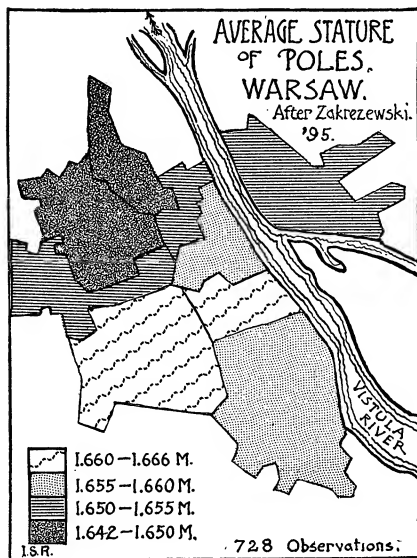 AVERAGE STATURE
OF POLES.
WARSAW.
After Zakrezewski.
'95.
VISTULA
RIVER
1.660–1.666 M.
1.655–1.660 M.
1.650–1.655 M.
1.642–1.650 M.
I.S.R.
728 Observations.